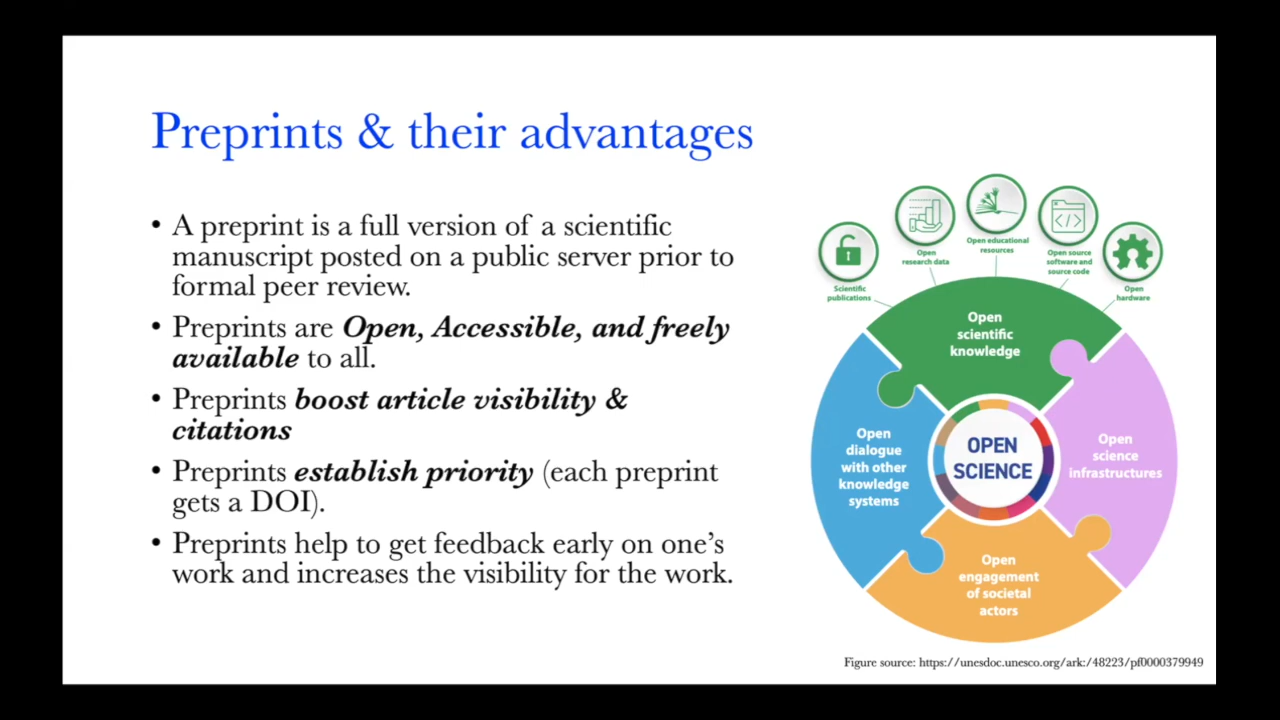 Preprints & their advantages
• A preprint is a full version of a scientific
manuscript posted on a public server prior to
formal peer review.
• Preprints are Open, Accessible, and freely
available to all.
• Preprints boost article visibility &
citations
• Preprints establish priority (each preprint
gets a DOI).
• Preprints help to get feedback early on one's
work and increases the visibility for the work.
Scientific
publications
Open
research data
Open educational
resources
Open source
software and
source code
Open
hardware
Open
scientific
knowledge
Open
dialogue
with other
knowledge
systems
OPEN
SCIENCE
Open
science
infrastructures
Open
engagement
of societal
actors
Figure source: https://unesdoc.unesco.org/ark:/48223/pf0000379949